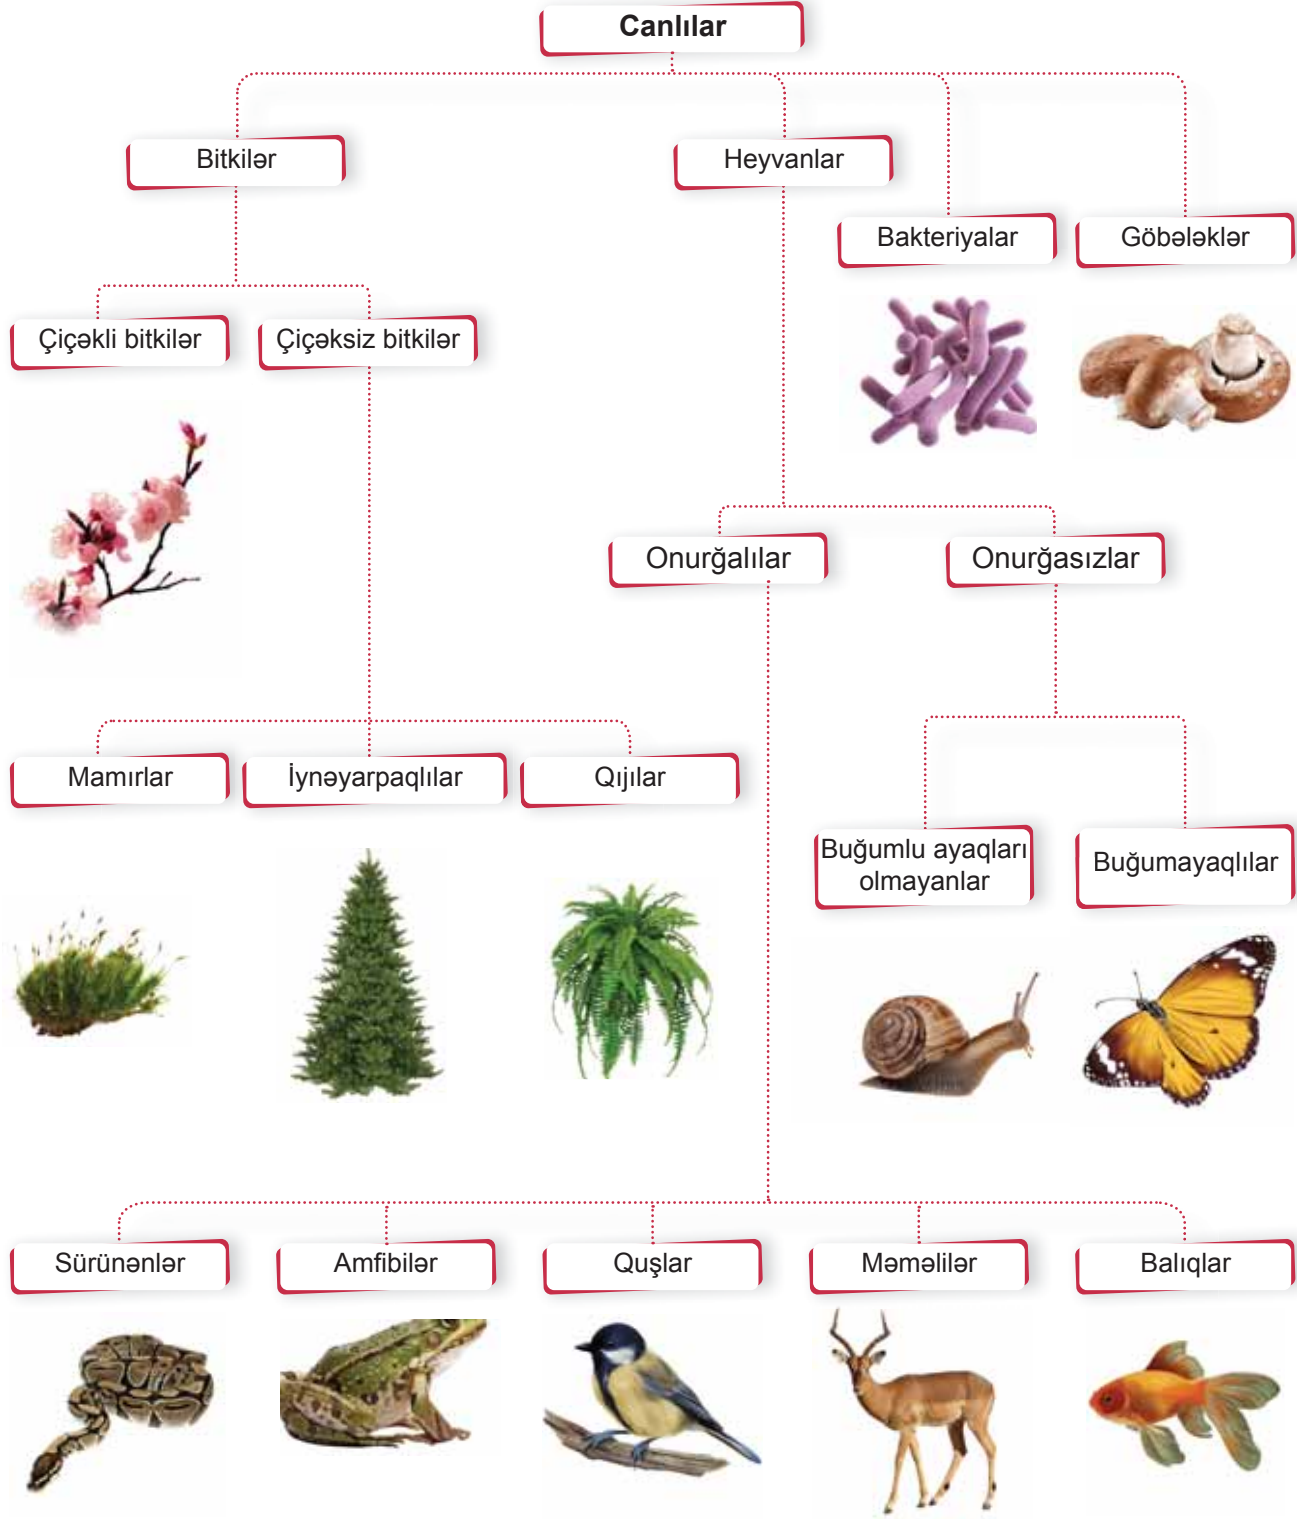 Canlılar
Bitkilər
Heyvanlar
Bakteriyalar
Göbələklər
Çiçəkli bitkilər
Çiçəksiz bitkilər
Onurğalılar
Onurğasızlar
Mamırlar
İynəyarpaqlılar
Qıjılar
Buğumlu ayaqları
olmayanlar
Buğumayaqlılar
Sürünənlər
Amfibilər
Quşlar
Məməlilər
Balıqlar